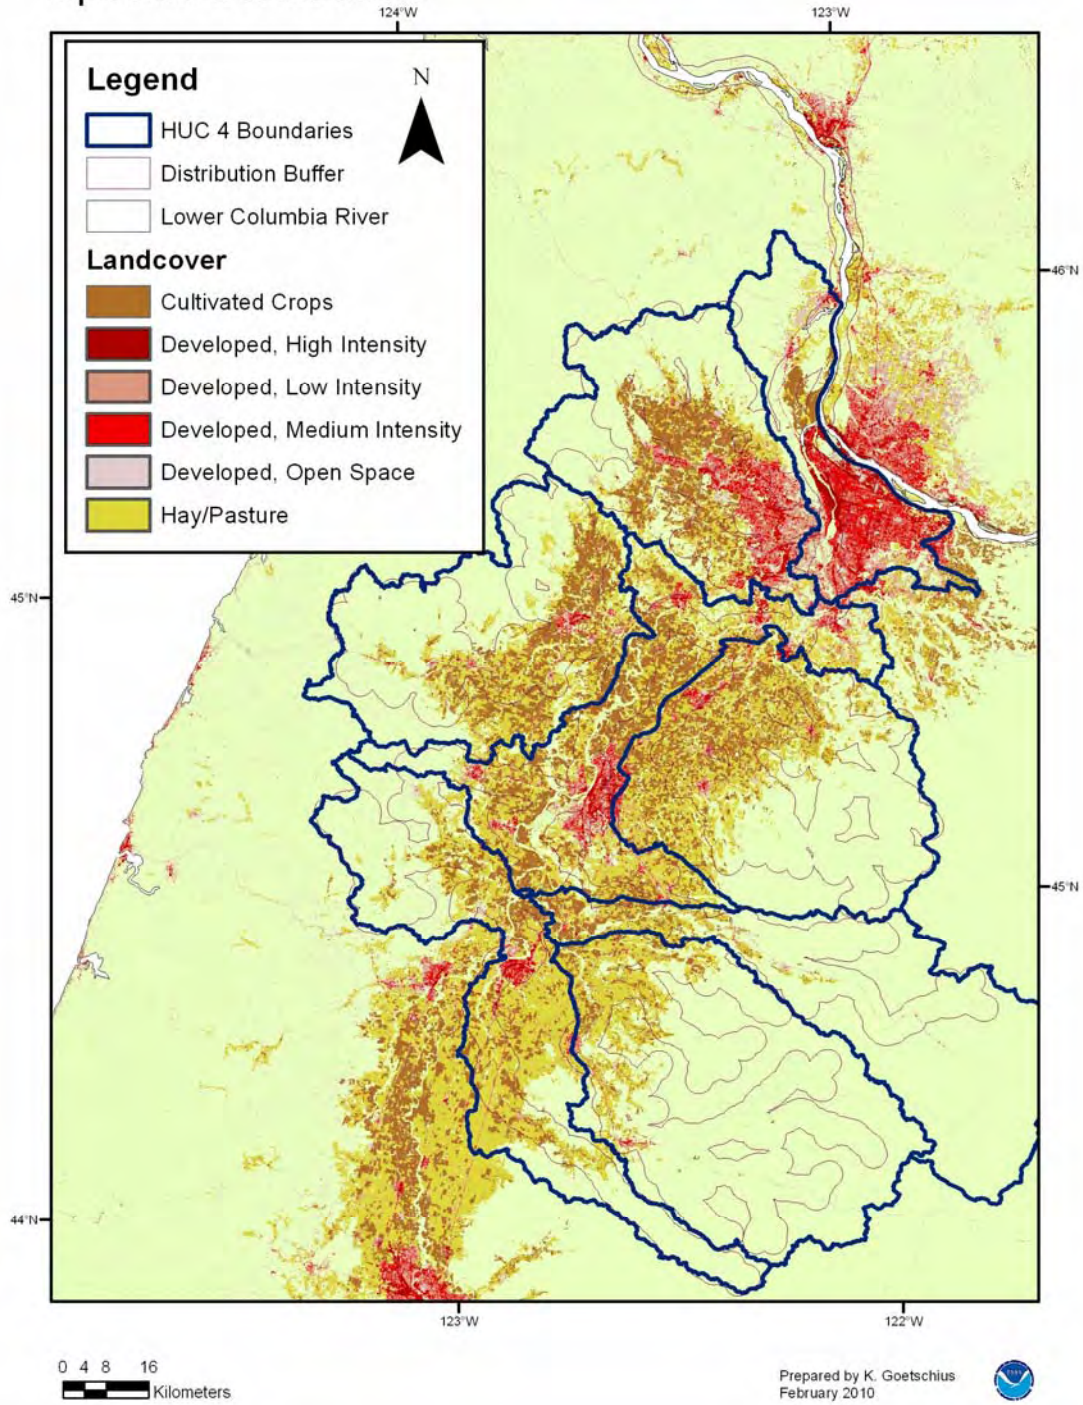 124°W
123°W
Legend
N
HUC 4 Boundaries
Distribution Buffer
Lower Columbia River
Landcover
Cultivated Crops
Developed, High Intensity
Developed, Low Intensity
Developed, Medium Intensity
Developed, Open Space
Hay/Pasture
46°N
45°N
45°N
44°N
123°W
122°W
0 4 8 16
Kilometers
Prepared by K. Goetschius
February 2010